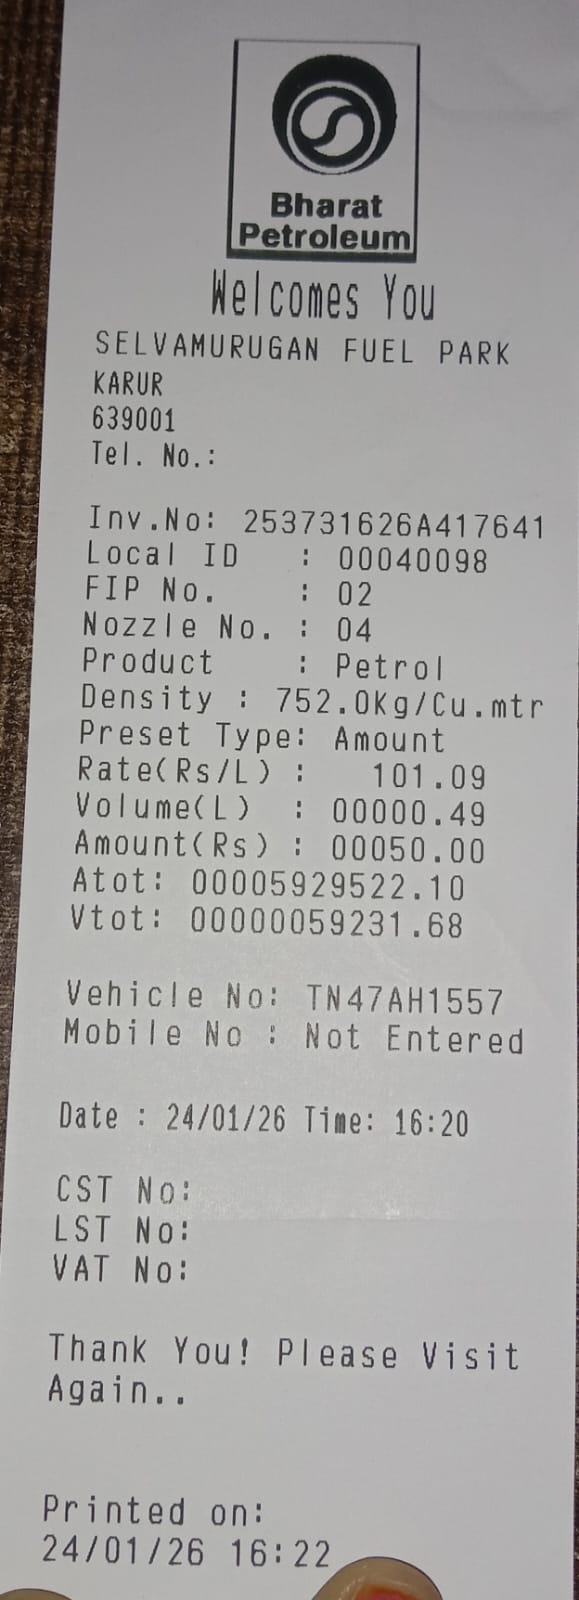 Bharat
Petroleum
Welcomes You
SELVAMURUGAN FUEL PARK
KARUR
639001
Tel. No.:
Inv.No: 253731626A417641
Local ID : 00040098
FIP No. : 02
Nozzle No. : 04
Product : Petrol
Density : 752.0Kg/Cu.mtr
Preset Type: Amount
Rate(Rs/L) : 101.09
Volume(L) : 00000.49
Amount(Rs) : 00050.00
Atot: 00005929522.10
Vtot: 00000059231.68
Vehicle No: TN47AH1557
Mobile No : Not Entered
Date : 24/01/26 Time: 16:20
CST No:
LST No:
VAT No:
Thank You! Please Visit
Again..
Printed on:
24/01/26 16:22